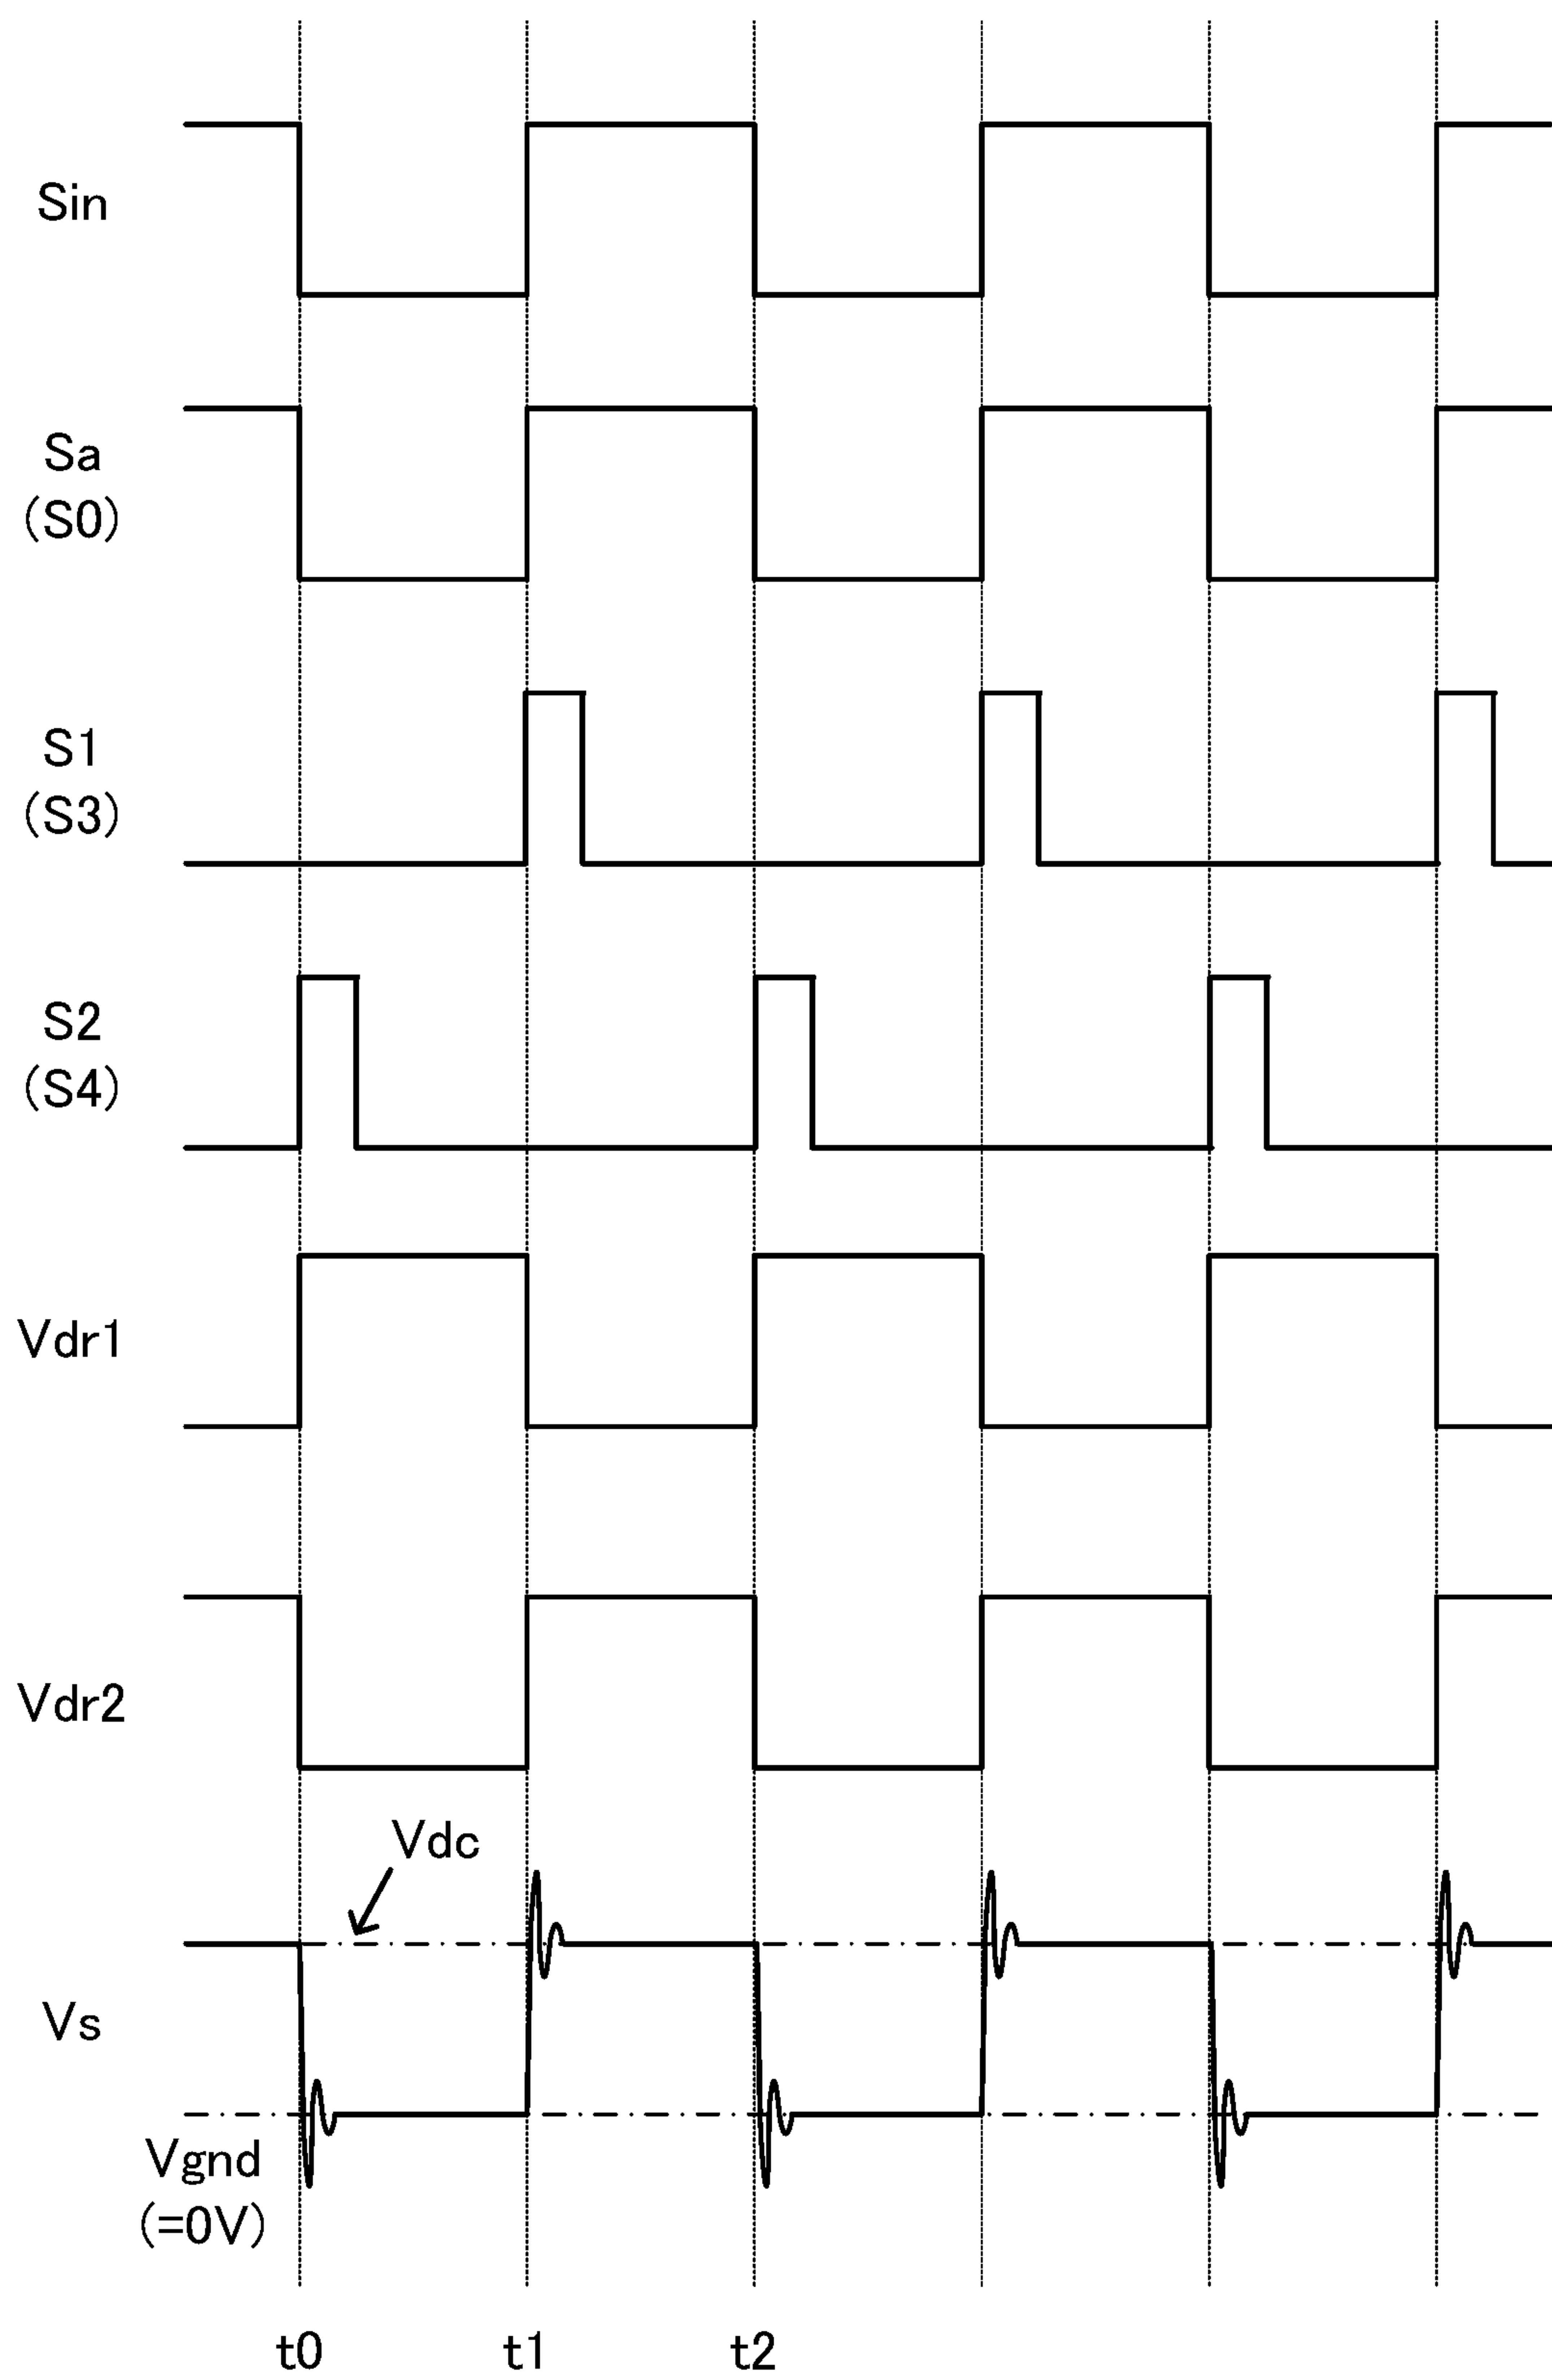 Sin
Sa
(S0)
S1
(S3)
S2
(S4)
Vdr1
Vdr2
Vdc
Vs
Vgnd
(=0V)
t0 t1 t2